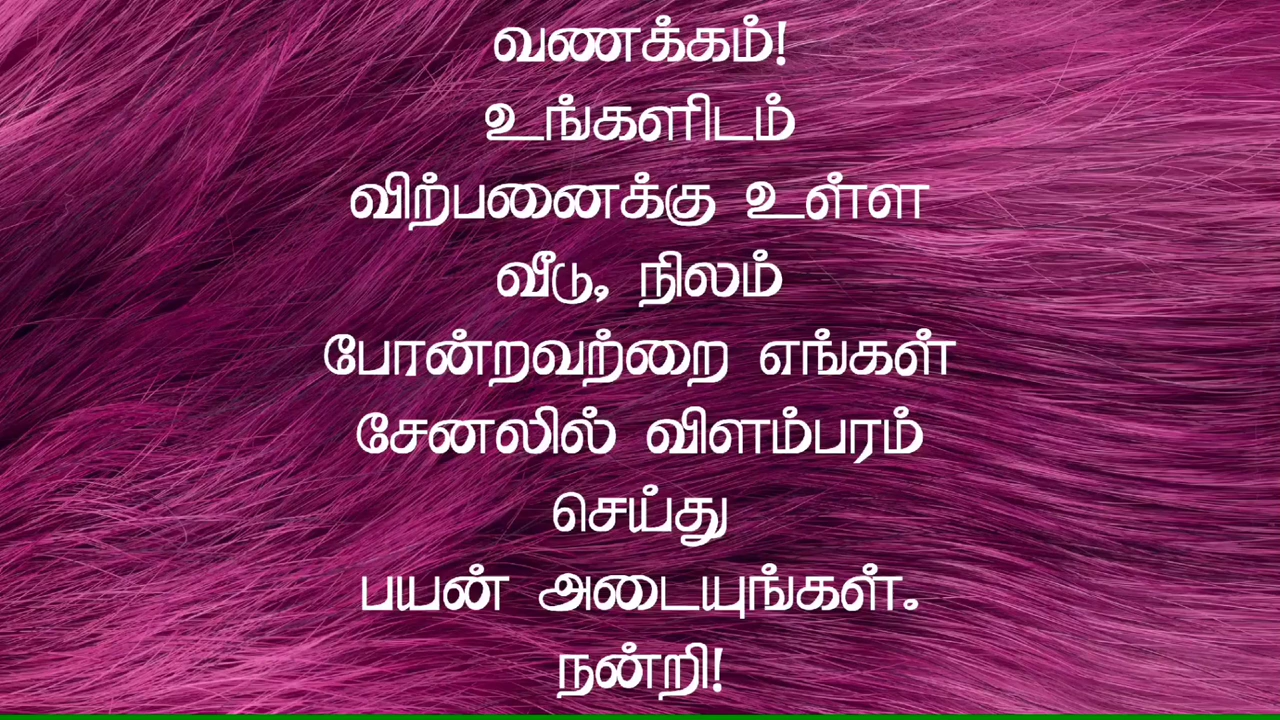 வணக்கம்!
உங்களிடம்
விற்பனைக்கு உள்ள
வீடு, நிலம்
போன்றவற்றை எங்கள்
சேனலில் விளம்பரம்
செய்து
பயன் அடையுங்கள்.
நன்றி!